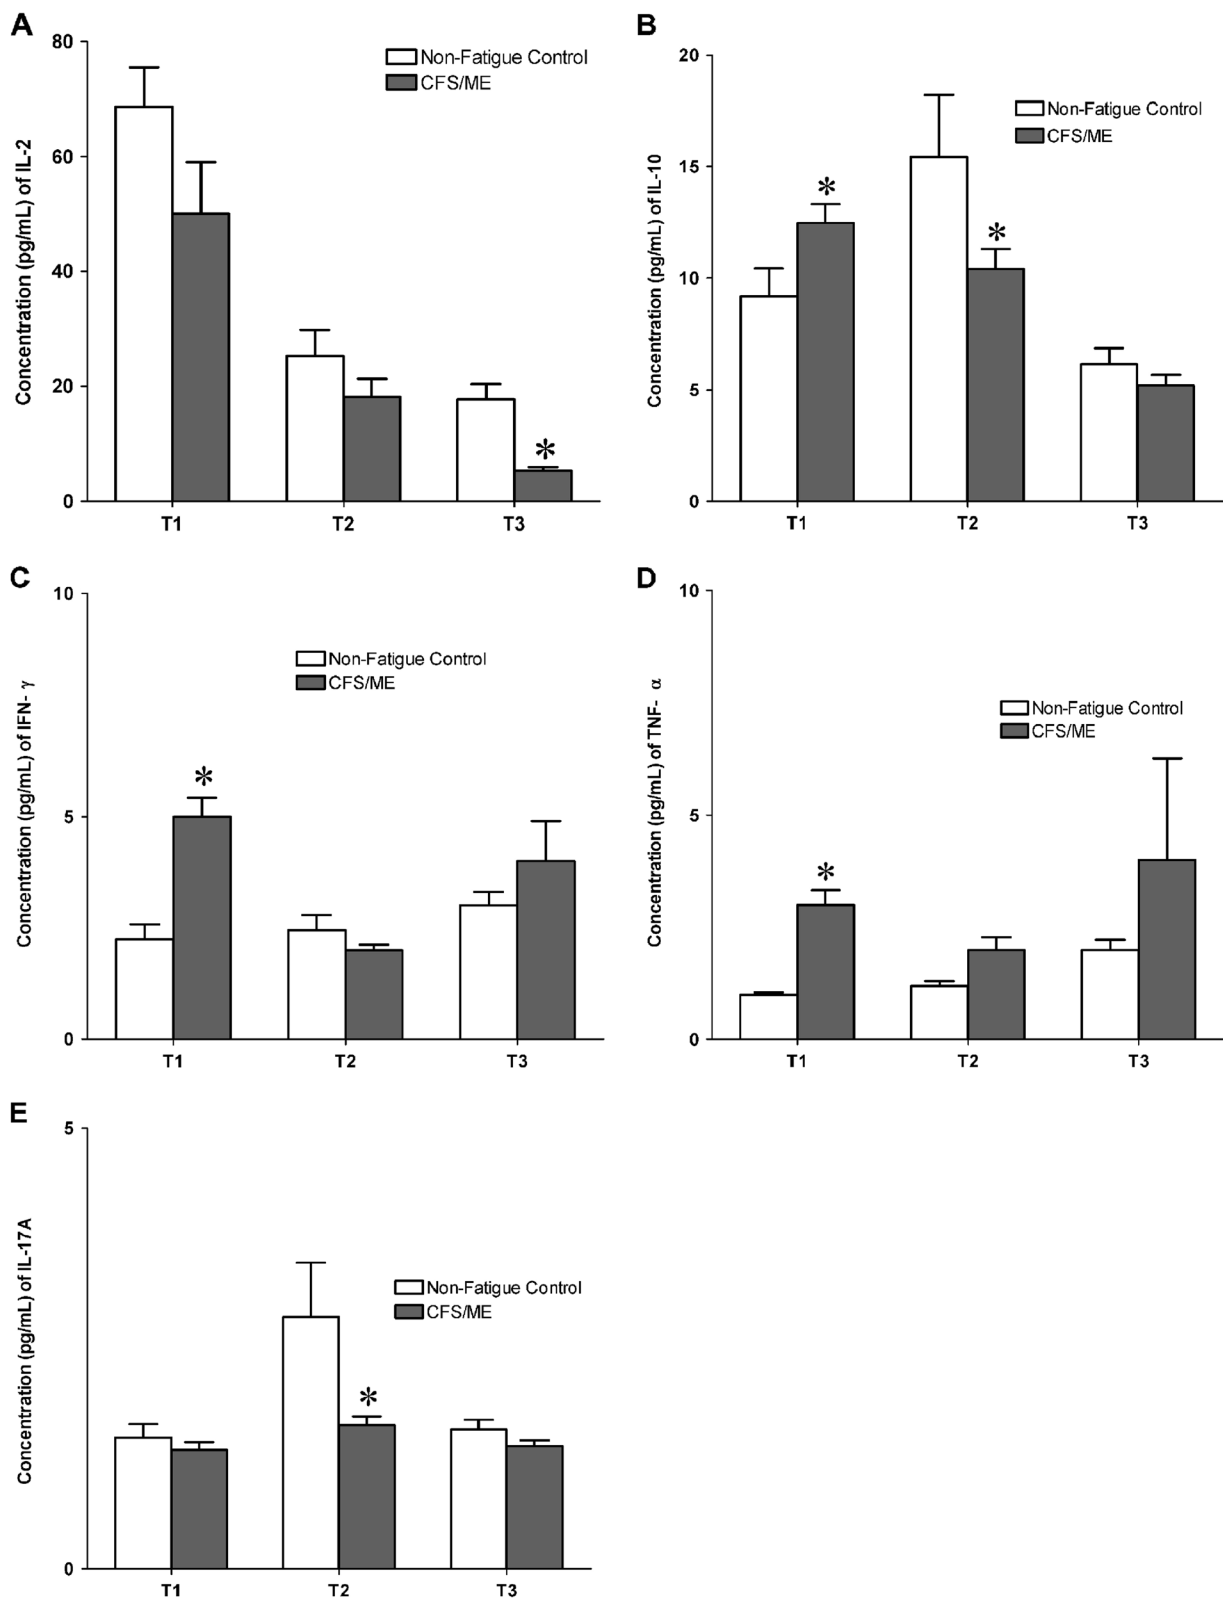 A
Concentration (pg/mL) of IL-2
80
60
40
20
0
Non-Fatigue Control
CFS/ME
*
T1 T2 T3
B
Concentration (pg/mL) of IL-10
20
15
10
5
0
Non-Fatigue Control
CFS/ME
* *
T1 T2 T3
C
Concentration (pg/mL) of IFN- γ
10
5
0
Non-Fatigue Control
CFS/ME
*
T1 T2 T3
D
Concentration (pg/mL) of TNF- α
10
5
0
Non-Fatigue Control
CFS/ME
*
T1 T2 T3
E
Concentration (pg/mL) of IL-17A
5
0
Non-Fatigue Control
CFS/ME
*
T1 T2 T3